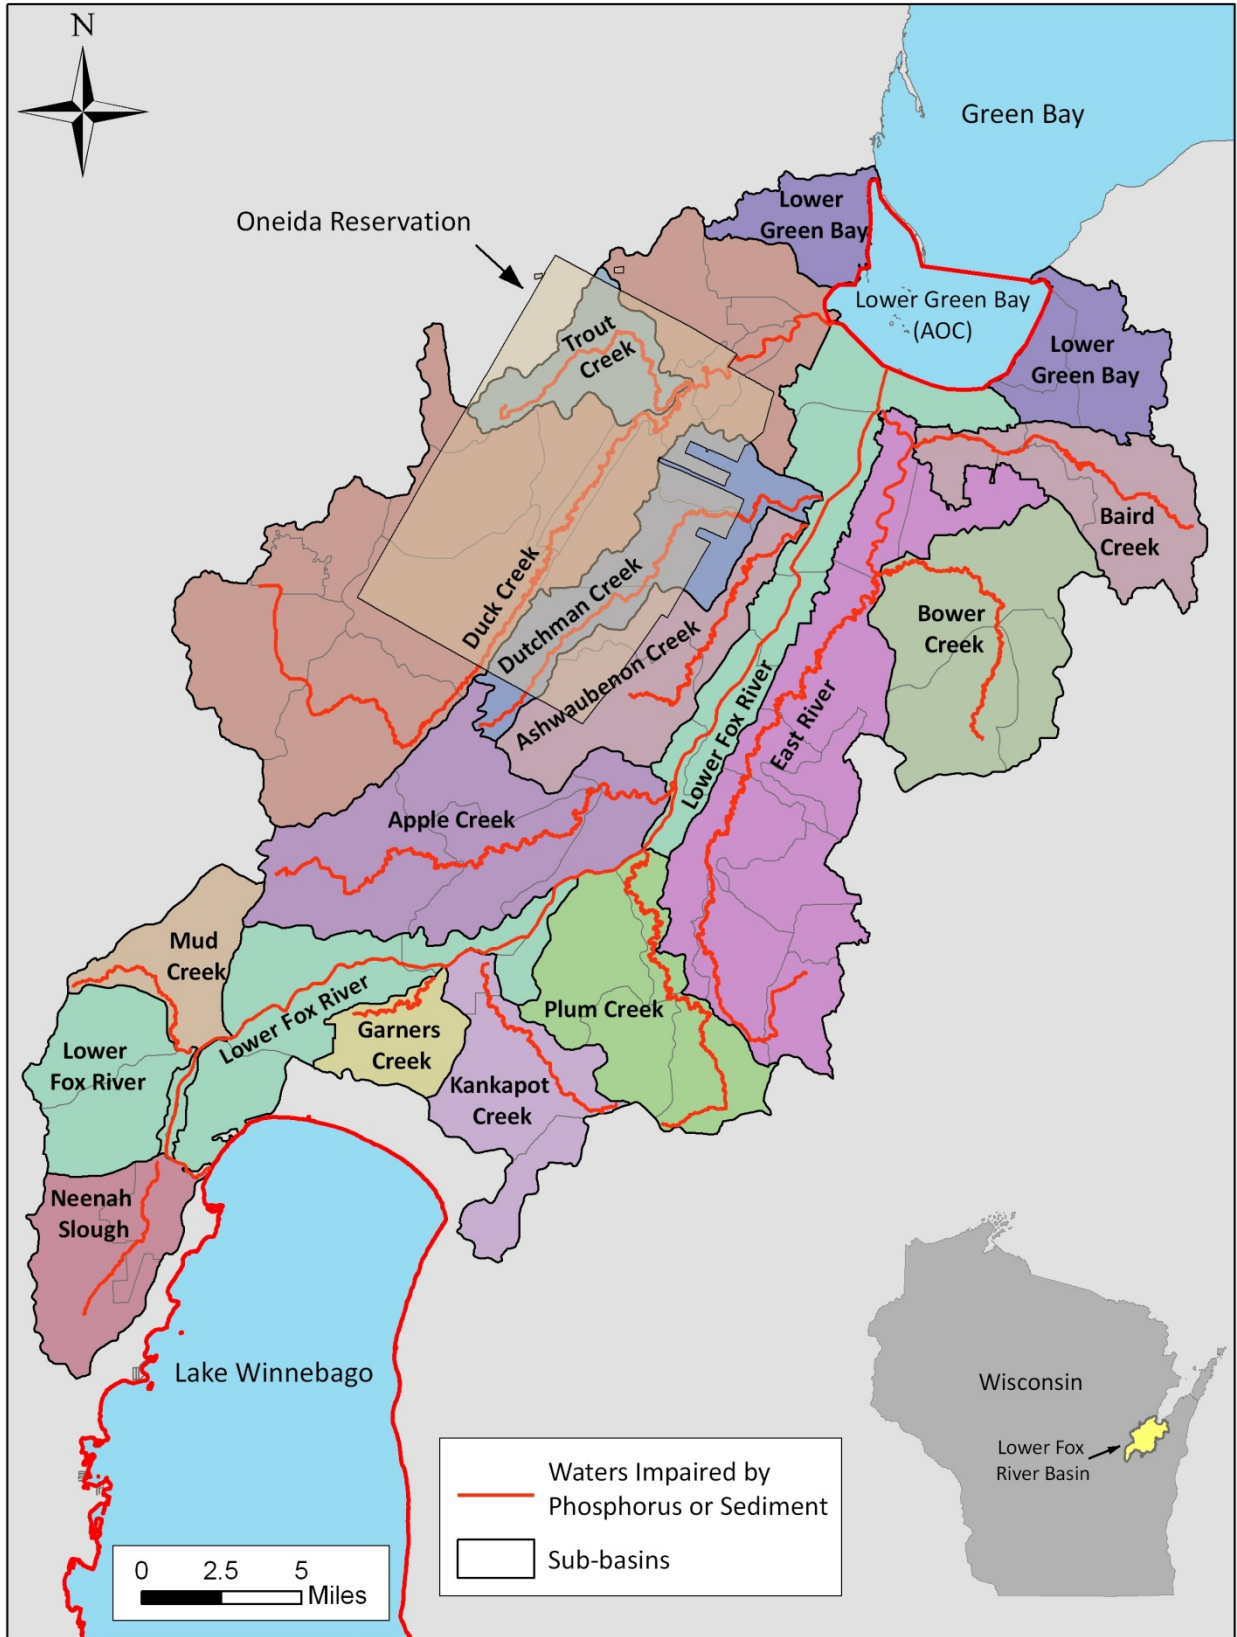 N
Green Bay
Oneida Reservation
Lower
Green Bay
Lower Green Bay
(AOC)
Lower
Green Bay
Trout
Creek
Baird
Creek
Duck Creek
Dutchman Creek
Ashwaubenon Creek
Bower
Creek
Lower Fox River
East River
Apple Creek
Mud
Creek
Lower Fox River
Plum Creek
Garners
Creek
Lower
Fox River
Kankapot
Creek
Neenah
Slough
Lake Winnebago
Wisconsin
Lower Fox
River Basin
Waters Impaired by
Phosphorus or Sediment
Sub-basins
0 2.5 5
Miles